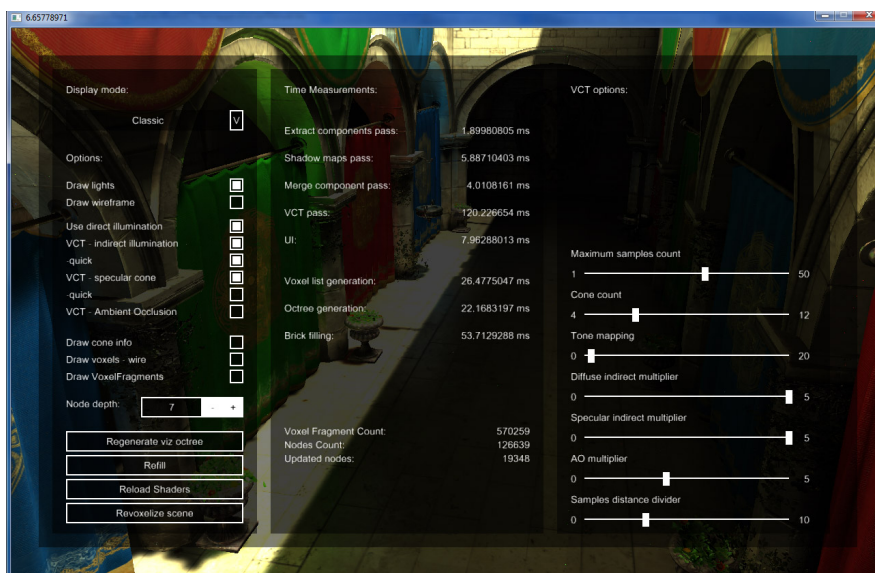 6.65778971
Display mode:
Classic
V
Options:
Draw lights
Draw wireframe
Use direct illumination
VCT - indirect illumination
-quick
VCT - specular cone
-quick
VCT - Ambient Occlusion
Draw cone info
Draw voxels - wire
Draw VoxelFragments
Node depth: 7 - +
Regenerate viz octree
Refill
Reload Shaders
Revoxelize scene
Time Measurements:
Extract components pass: 1.89980805 ms
Shadow maps pass: 5.88710403 ms
Merge component pass: 4.0108161 ms
VCT pass: 120.226654 ms
UI: 7.96288013 ms
Voxel list generation: 26.4775047 ms
Octree generation: 22.1683197 ms
Brick filling: 53.7129288 ms
Voxel Fragment Count: 570259
Nodes Count: 126639
Updated nodes: 19348
VCT options:
Maximum samples count
1 50
Cone count
4 12
Tone mapping
0 20
Diffuse indirect multiplier
0 5
Specular indirect multiplier
0 5
AO multiplier
0 5
Samples distance divider
0 10